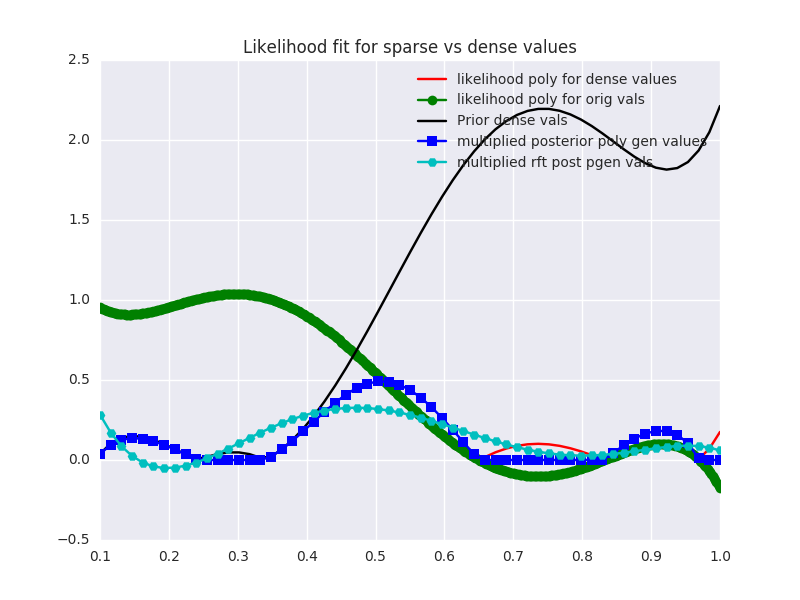 Likelihood fit for sparse vs dense values
2.5
2.0
1.5
1.0
0.5
0.0
−0.5
likelihood poly for dense values
likelihood poly for orig vals
Prior dense vals
multiplied posterior poly gen values
multiplied rft post pgen vals
0.1 0.2 0.3 0.4 0.5 0.6 0.7 0.8 0.9 1.0